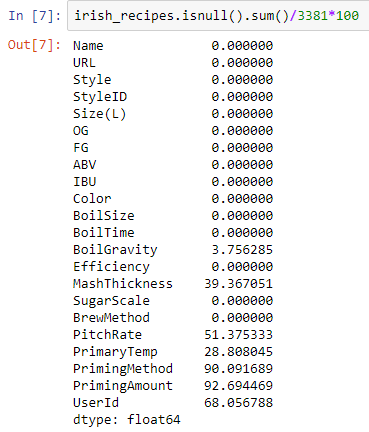 In [7]: irish_recipes.isnull().sum()/3381*100
Out[7]: Name 0.000000
URL 0.000000
Style 0.000000
StyleID 0.000000
Size(L) 0.000000
OG 0.000000
FG 0.000000
ABV 0.000000
IBU 0.000000
Color 0.000000
BoilSize 0.000000
BoilTime 0.000000
BoilGravity 3.756285
Efficiency 0.000000
MashThickness 39.367051
SugarScale 0.000000
BrewMethod 0.000000
PitchRate 51.375333
PrimaryTemp 28.808045
PrimingMethod 90.091689
PrimingAmount 92.694469
UserId 68.056788
dtype: float64